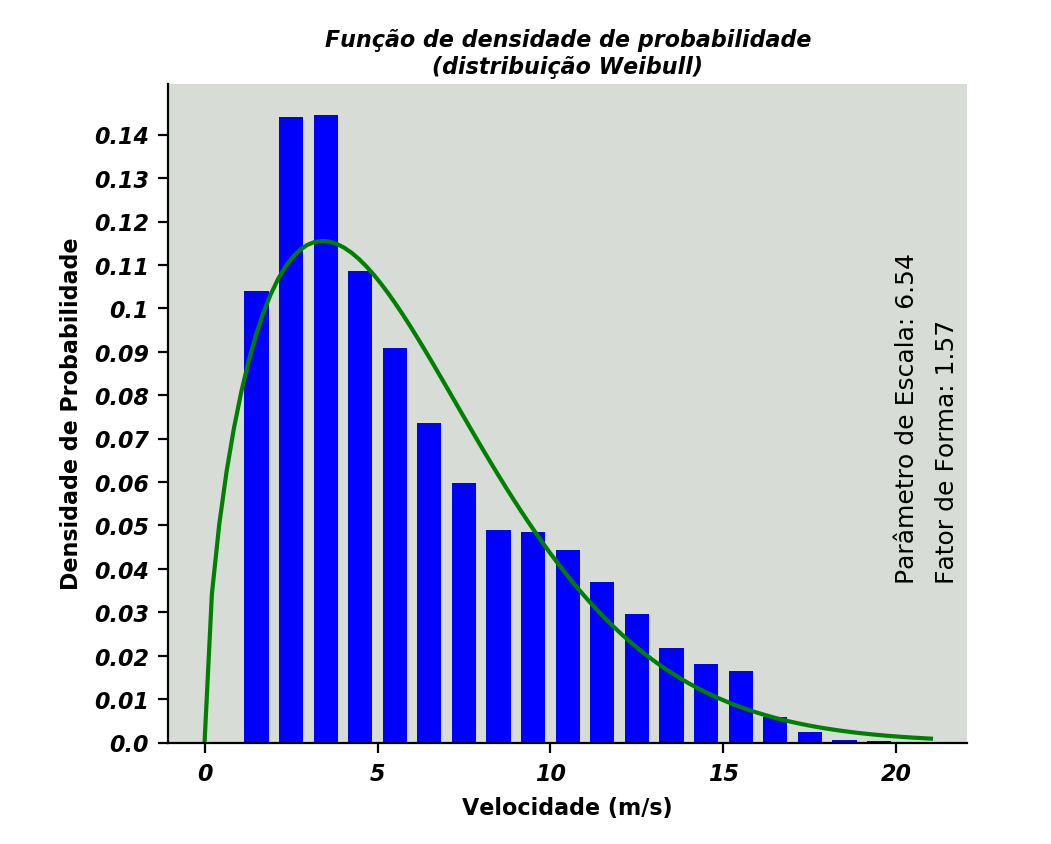 Função de densidade de probabilidade
(distribuição Weibull)
Densidade de Probabilidade
0.14
0.13
0.12
0.11
0.1
0.09
0.08
0.07
0.06
0.05
0.04
0.03
0.02
0.01
0.0
0 5 10 15 20
Velocidade (m/s)
Parâmetro de Escala: 6.54
Fator de Forma: 1.57